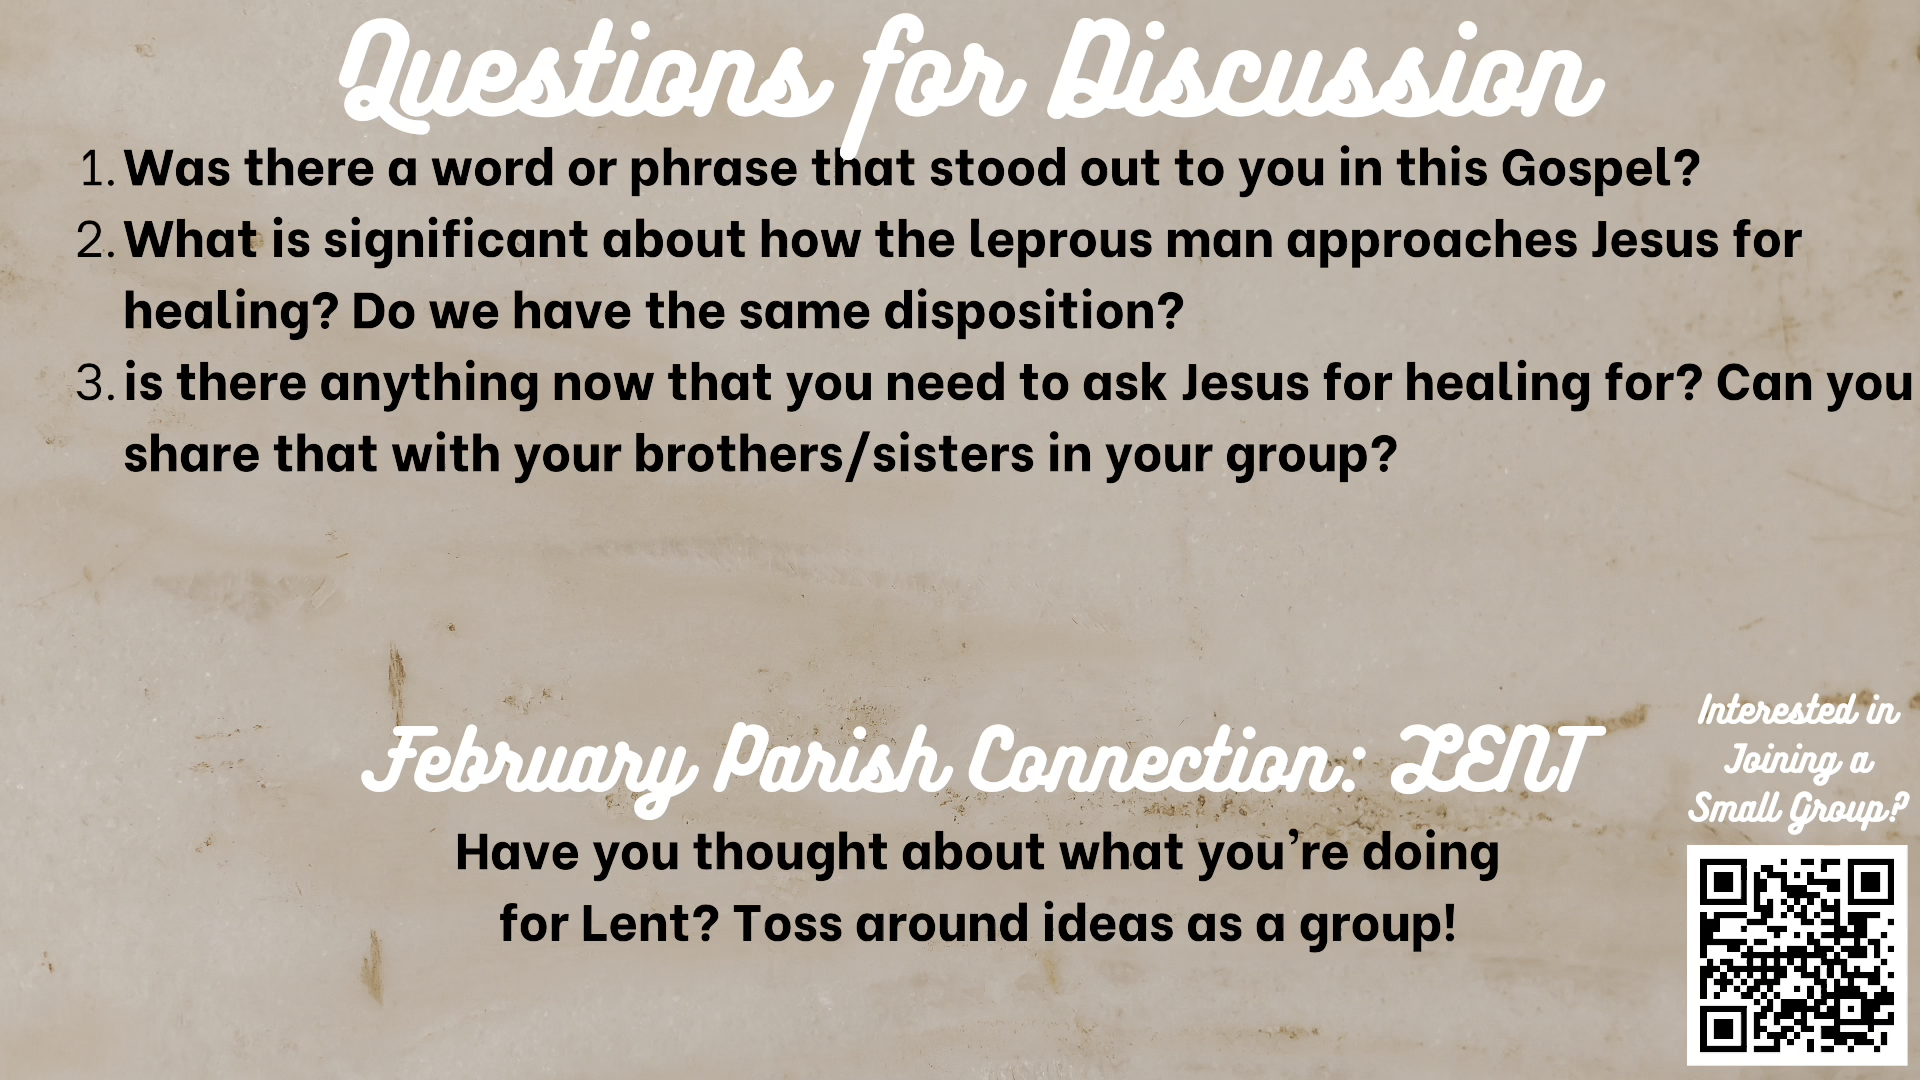 Questions for Discussion
1. Was there a word or phrase that stood out to you in this Gospel?
2. What is significant about how the leprous man approaches Jesus for
healing? Do we have the same disposition?
3. is there anything now that you need to ask Jesus for healing for? Can you
share that with your brothers/sisters in your group?
February Parish Connection: LENT
Have you thought about what you’re doing
for Lent? Toss around ideas as a group!
Interested in
Joining a
Small Group?